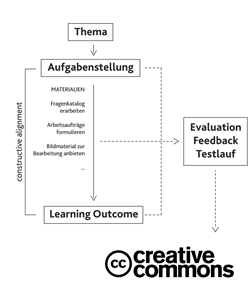 Thema
Aufgabenstellung
MATERIALIEN
Fragenkatalog
erarbeiten
Arbeitsaufträge
formulieren
Bildmaterial zur
Bearbeitung anbieten
...
constructive alignment
Learning Outcome
Evaluation
Feedback
Testlauf
cc creative
commons